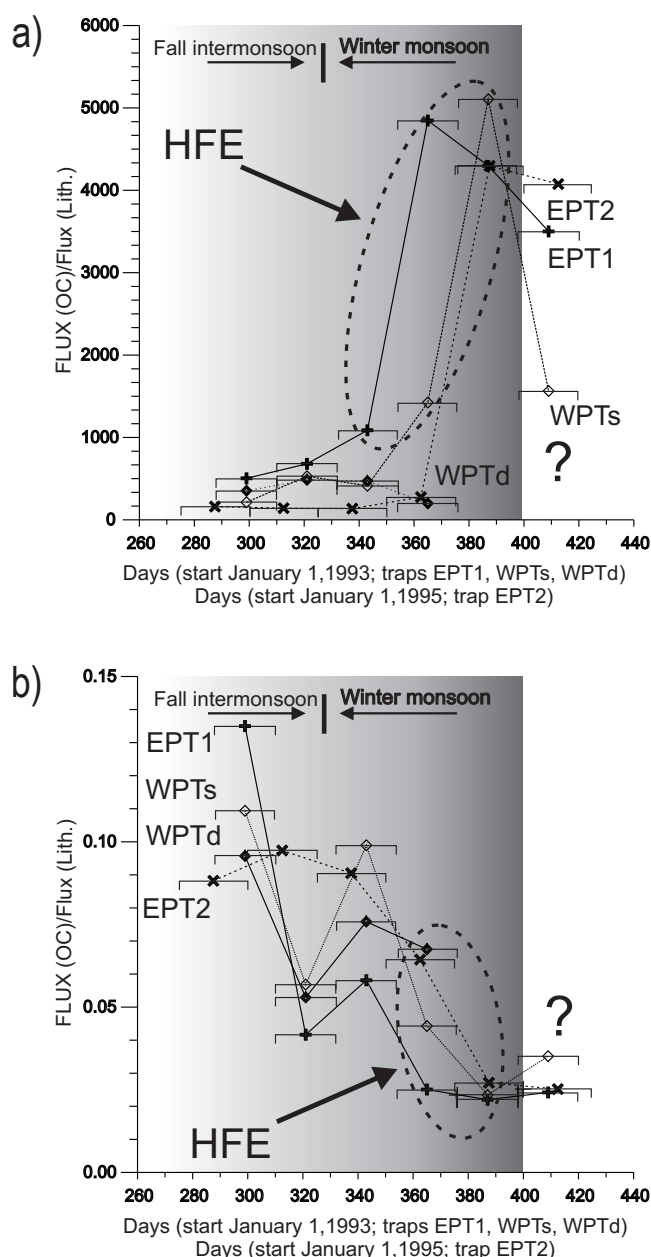 a)
6000
5000
4000
3000
2000
1000
0
FLUX (OC)/Flux (Lith.)
Fall intermonsoon
Winter monsoon
HFE
EPT2
EPT1
WPTs
WPTd
?
260 280 300 320 340 360 380 400 420 440
Days (start January 1,1993; traps EPT1, WPTs, WPTd)
Days (start January 1,1995; trap EPT2)
b)
0.15
0.10
0.05
0.00
FLUX (OC)/Flux (Lith.)
Fall intermonsoon
Winter monsoon
EPT1
WPTs
WPTd
EPT2
?
HFE
260 280 300 320 340 360 380 400 420 440
Days (start January 1,1993; traps EPT1, WPTs, WPTd)
Days (start January 1,1995; trap EPT2)